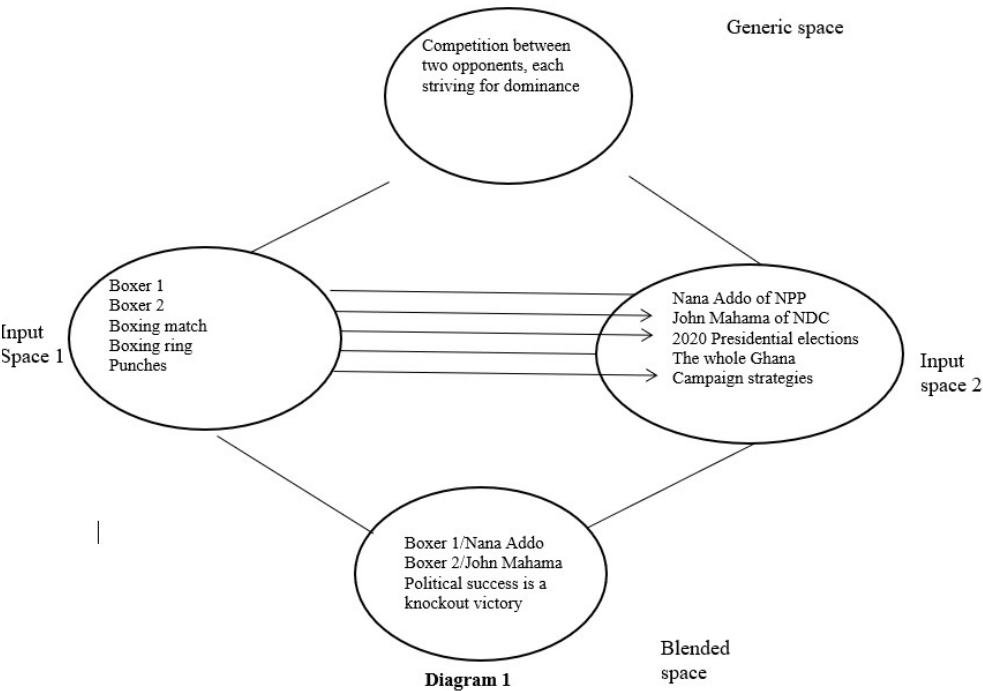 Generic space
Competition between
two opponents, each
striving for dominance
Input
Space 1
Boxer 1
Boxer 2
Boxing match
Boxing ring
Punches
Nana Addo of NPP
John Mahama of NDC
2020 Presidential elections
The whole Ghana
Campaign strategies
Input
space 2
Boxer 1/Nana Addo
Boxer 2/John Mahama
Political success is a
knockout victory
Blended
space
Diagram 1